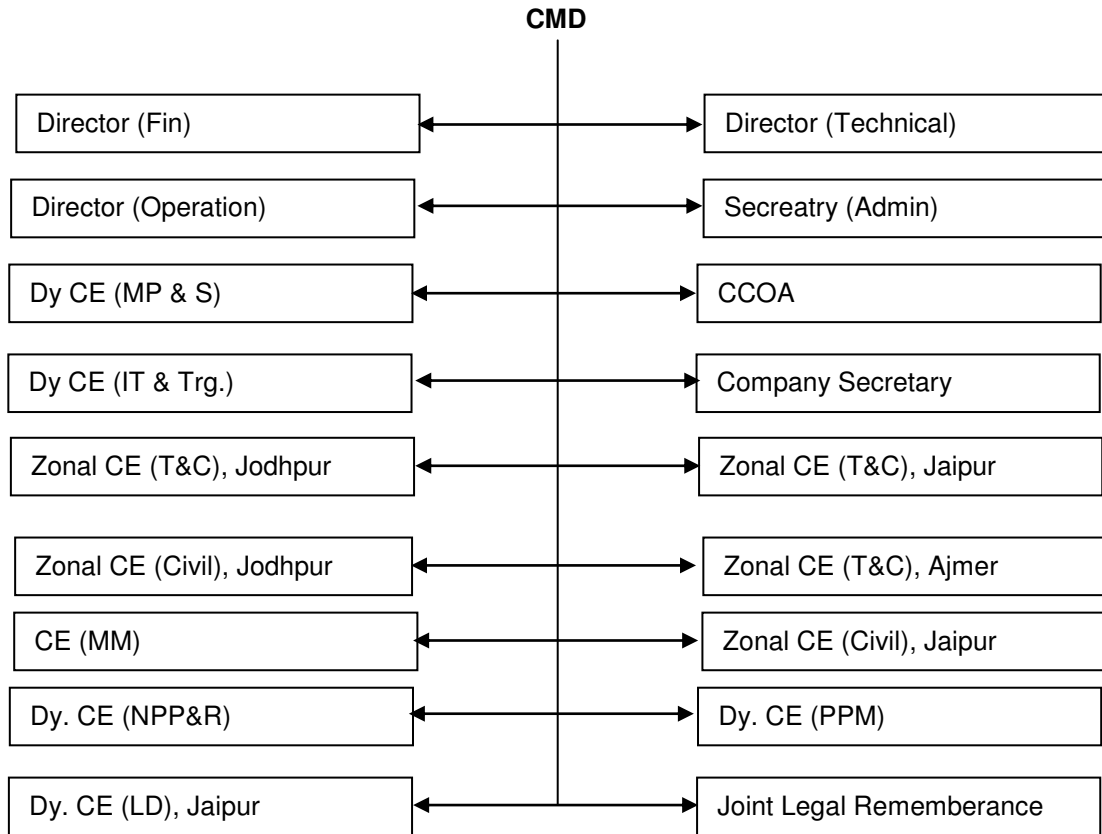 CMD
Director (Fin)
Director (Technical)
Director (Operation)
Secreatry (Admin)
Dy CE (MP & S)
CCOA
Dy CE (IT & Trg.)
Company Secretary
Zonal CE (T&C), Jodhpur
Zonal CE (T&C), Jaipur
Zonal CE (Civil), Jodhpur
Zonal CE (T&C), Ajmer
CE (MM)
Zonal CE (Civil), Jaipur
Dy. CE (NPP&R)
Dy. CE (PPM)
Dy. CE (LD), Jaipur
Joint Legal Rememberance